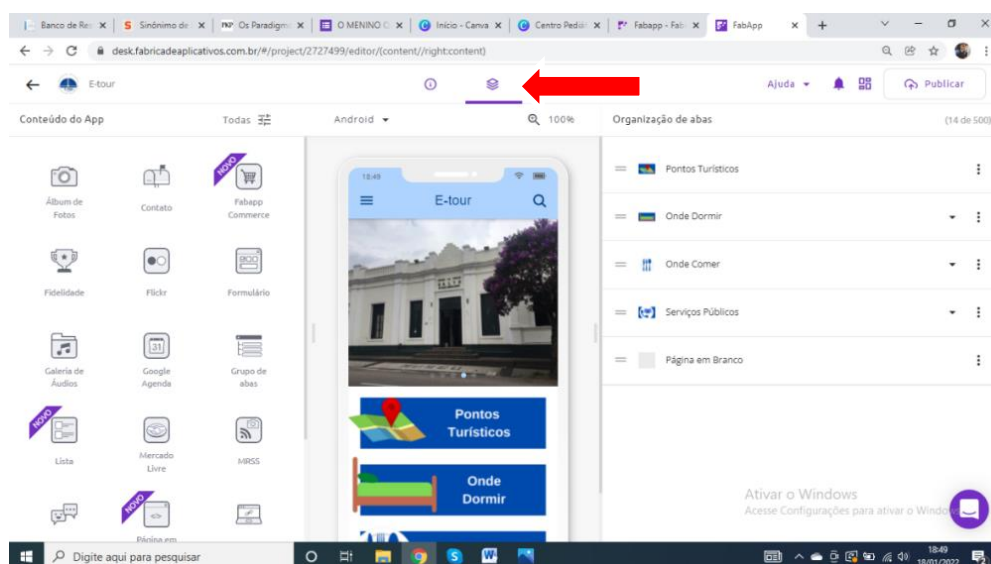 Banco de Re
Sinônimo de
Os Paradigm
O MENINO
Início - Canva
Centro Pediá
Fabapp - Fab
FabApp
desk.fabricadeaplicativos.com.br/#/project/2727499/editor/(content//right:content)
E-tour
Ajuda
Publicar
Conteúdo do App
Todas
Android
100%
Organização de abas
(14 de 500)
Álbum de
Fotos
Contato
NOVO
Fabapp
Commerce
Fidelidade
Flickr
Formulário
Galeria de
Áudios
31
Google
Agenda
Grupo de
abas
NOVO
Lista
Mercado
Livre
MRSS
NOVO
Página em
18:49
E-tour
Pontos
Turísticos
Onde
Dormir
Pontos Turísticos
Onde Dormir
Onde Comer
Serviços Públicos
Página em Branco
Ativar o Windows
Acesse Configurações para ativar o Windo
Digite aqui para pesquisar
18:49
18/01/2022